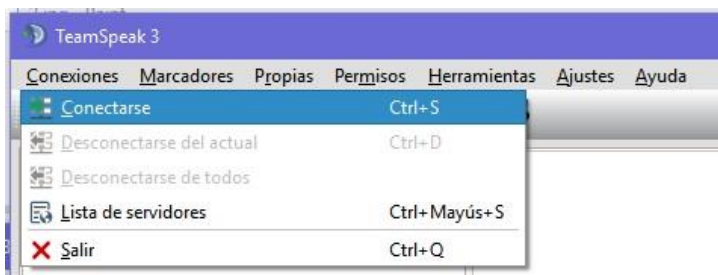 TeamSpeak 3
Conexiones Marcadores Propias Permisos Herramientas Ajustes Ayuda
Conectarse Ctrl+S
Desconectarse del actual Ctrl+D
Desconectarse de todos
Lista de servidores Ctrl+Mayús+S
Salir Ctrl+Q